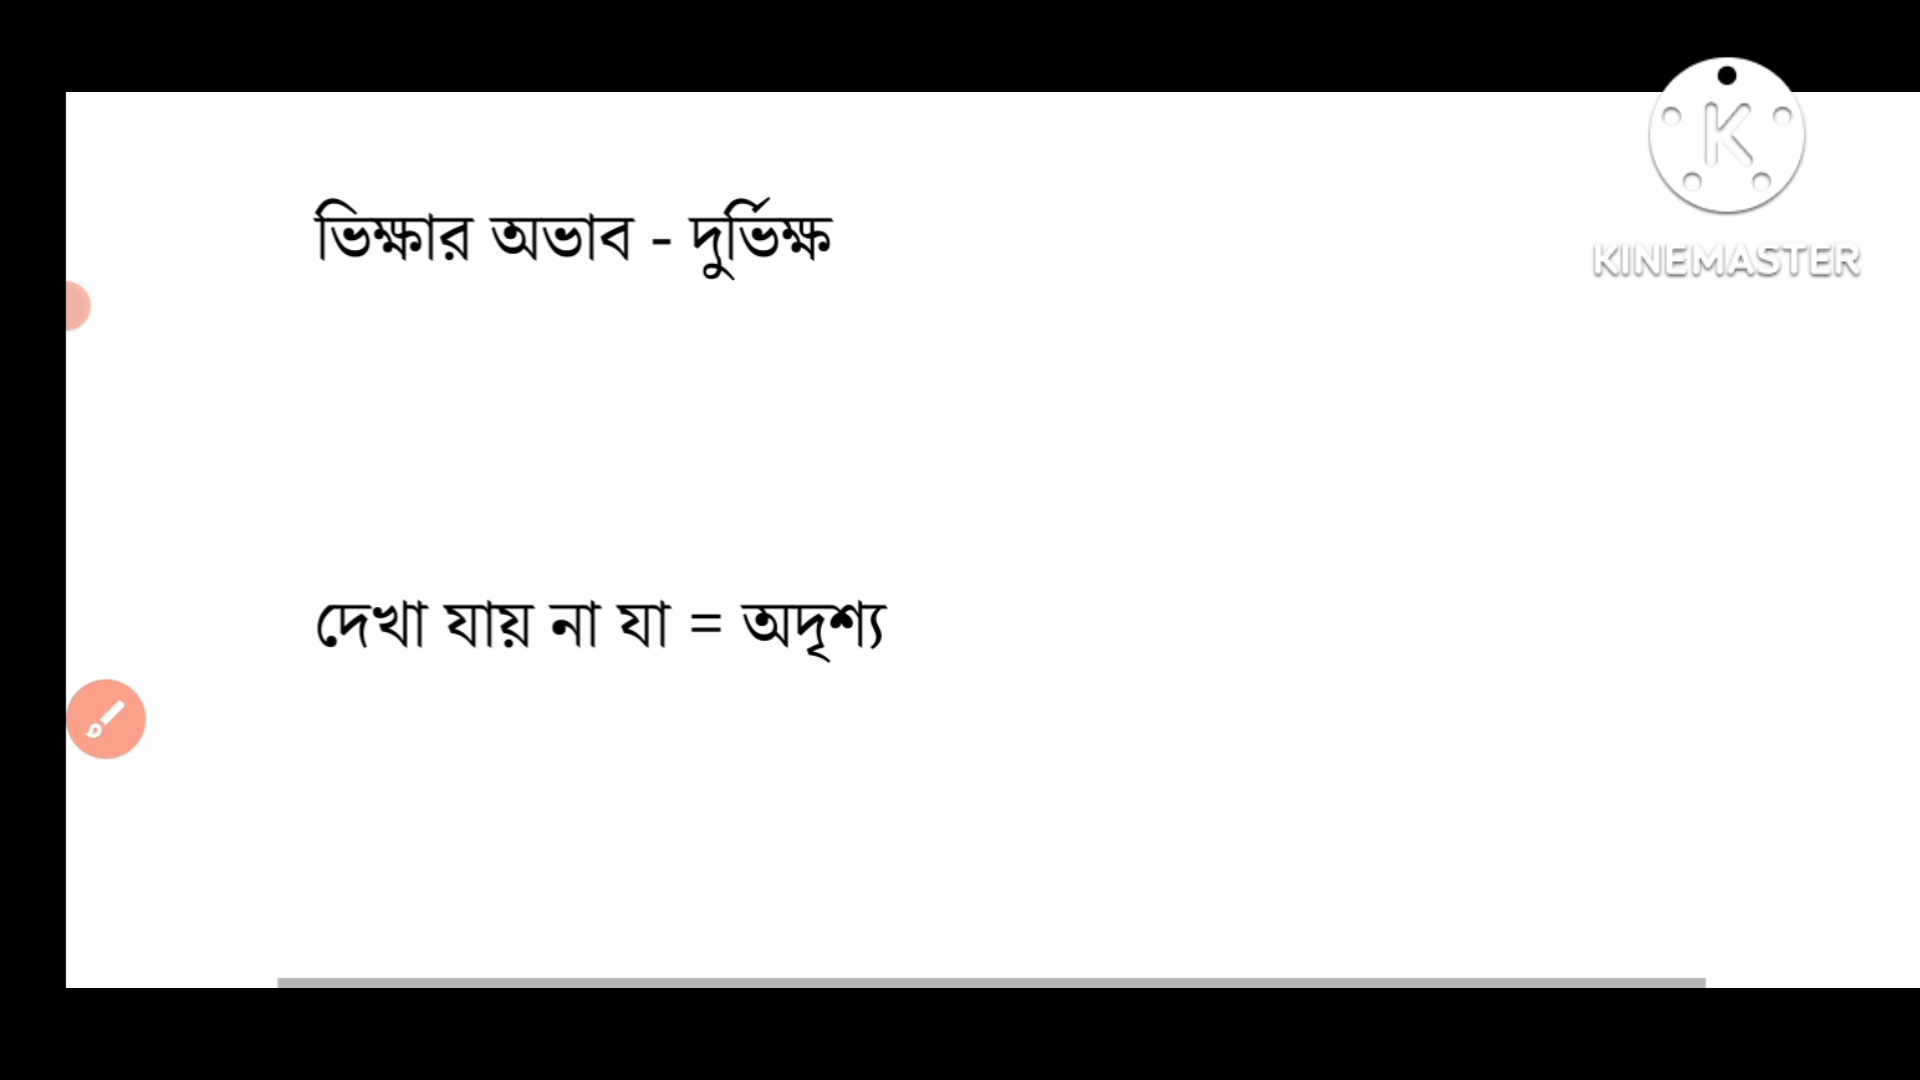 ভিক্ষার অভাব - দুর্ভিক্ষ
KINEMASTER
দেখা যায় না যা = অদৃশ্য